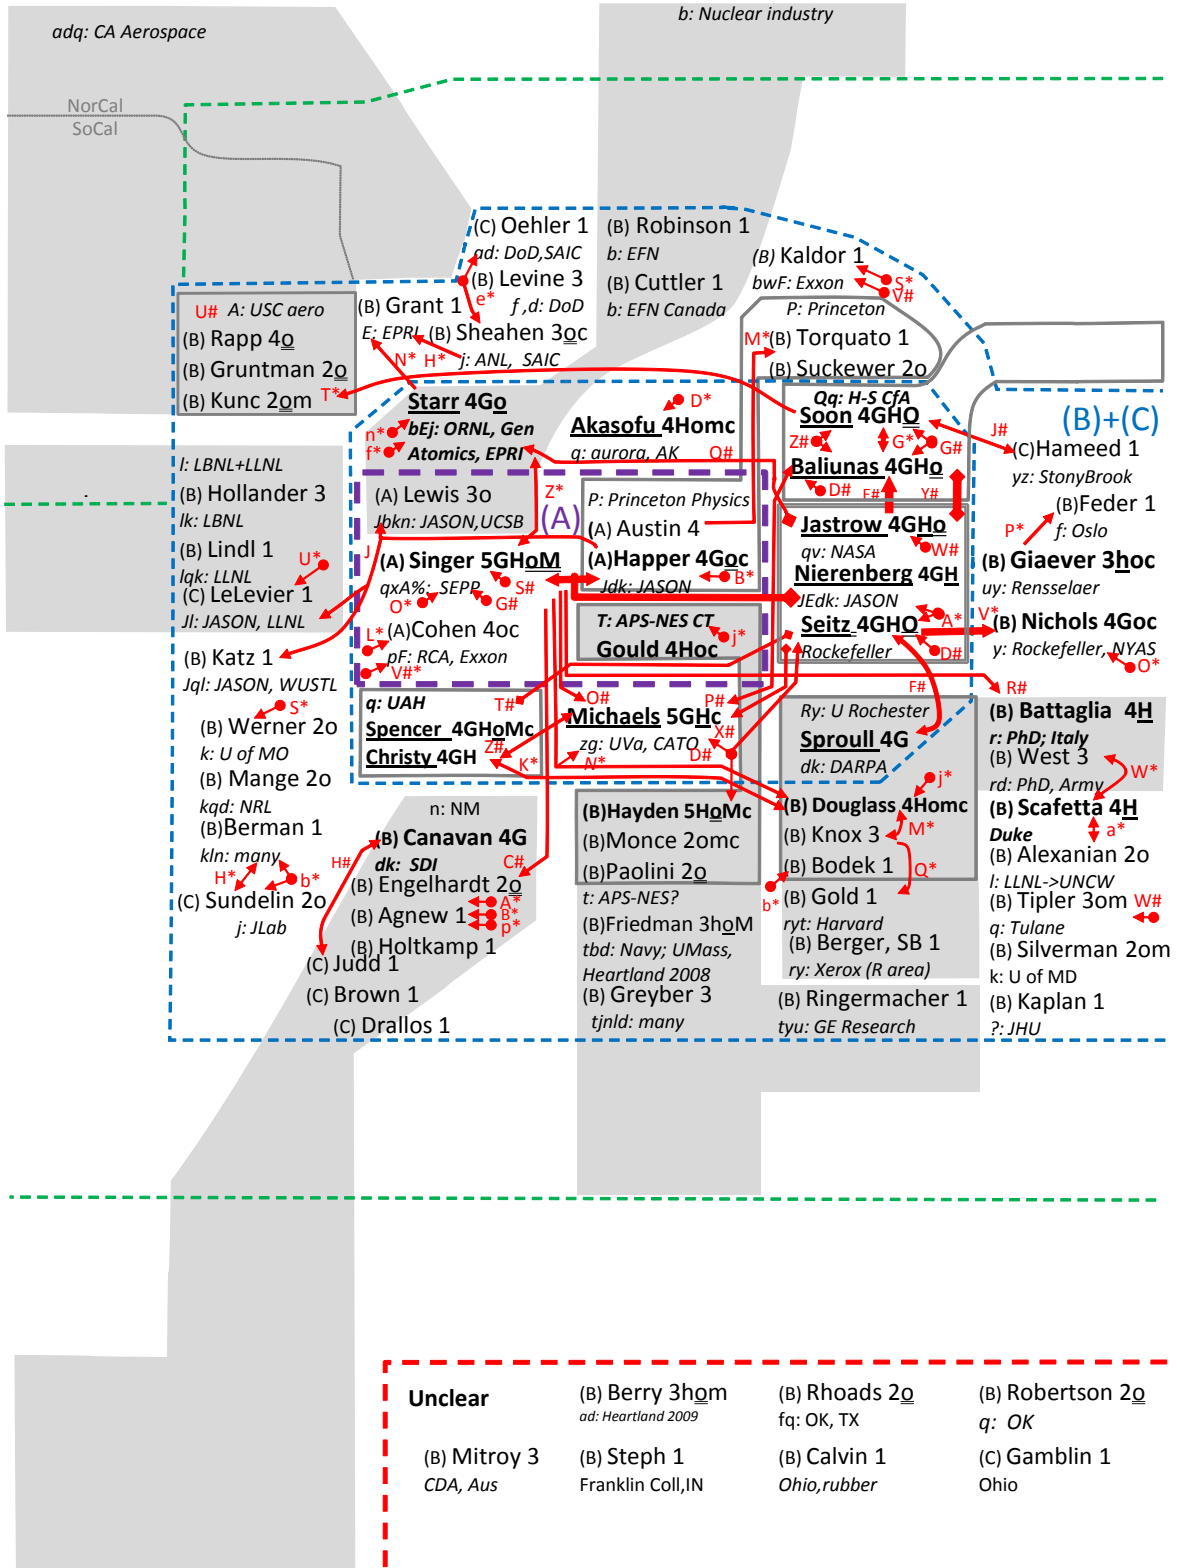 adq: CA Aerospace
b: Nuclear industry
NorCal
SoCal
(C) Oehler 1
ad: DoD,SAIC
(B) Levine 3
f ,d: DoD
e*
(B) Robinson 1
b: EFN
(B) Cuttler 1
b: EFN Canada
(B) Kaldor 1
bwF: Exxon
S*
V#
U# A: USC aero
(B) Rapp 4o
(B) Gruntman 2o
(B) Kunc 2om
T*
(B) Grant 1
E: EPRI
(B) Sheahen 3oc
j: ANL, SAIC
N* H*
P: Princeton
M*
(B) Torquato 1
(B) Suckewer 2o
Starr 4Go
bEj: ORNL, Gen
Atomics, EPRI
n*
f*
D*
Akasofu 4Homc
q: aurora, AK
Q#
Qq: H-S CfA
Soon 4GHO
Z# G* G#
Baliunas 4GHo
D# F# Y#
(B)+(C)
J#
(C) Hameed 1
yz: StonyBrook
(B) Feder 1
f: Oslo
P*
(B) Giaever 3hoc
uy: Rensselaer
V*
(B) Nichols 4Goc
y: Rockefeller, NYAS
O*
l: LBNL+LLNL
(B) Hollander 3
lk: LBNL
(B) Lindl 1
lqk: LLNL
U*
(C) LeLevier 1
Jl: JASON, LLNL
(A) Lewis 3o
Jbkn: JASON,UCSB
Z*
(A)
J
P: Princeton Physics
(A) Austin 4
(A)Happer 4Goc
Jdk: JASON
B*
(A) Singer 5GHoM
qxA%: SEPP
S#
O* G#
L*
(A)Cohen 4oc
pF: RCA, Exxon
V#*
T: APS-NES CT
j*
Gould 4Hoc
Jastrow 4GHo
qv: NASA
W#
Nierenberg 4GH
JEdk: JASON
Seitz 4GHO
Rockefeller
A*
D#
F#
R#
(B) Katz 1
Jql: JASON, WUSTL
S*
(B) Werner 2o
k: U of MO
(B) Mange 2o
kqd: NRL
(B)Berman 1
kln: many
H* b*
(C) Sundelin 2o
j: JLab
q: UAH
Spencer 4GHoMc
Christy 4GH
T#
Z#
K*
O#
P#
Michaels 5GHc
zg: UVa, CATO
X#
N* D#
Ry: U Rochester
Sproull 4G
dk: DARPA
(B) Battaglia 4H
r: PhD; Italy
(B) West 3
rd: PhD, Army
W*
(B) Scafetta 4H
Duke
a*
(B) Alexanian 2o
l: LLNL->UNCW
(B) Tipler 3om
W#
q: Tulane
(B) Silverman 2om
k: U of MD
(B) Kaplan 1
?: JHU
n: NM
(B) Canavan 4G
dk: SDI
H#
C#
(B) Engelhardt 2o
A*
(B) Agnew 1
B*
p*
(B) Holtkamp 1
(C) Judd 1
(C) Brown 1
(C) Drallos 1
(B)Hayden 5HoMc
(B)Monce 2omc
(B)Paolini 2o
t: APS-NES?
(B)Friedman 3hoM
tbd: Navy; UMass,
Heartland 2008
(B) Greyber 3
tjnld: many
j*
(B) Douglass 4Homc
M*
(B) Knox 3
Q*
(B) Bodek 1
b*
(B) Gold 1
ryt: Harvard
(B) Berger, SB 1
ry: Xerox (R area)
(B) Ringermacher 1
tyu: GE Research
Unclear
(B) Berry 3hom
ad: Heartland 2009
(B) Rhoads 2o
fq: OK, TX
(B) Robertson 2o
q: OK
(B) Mitroy 3
CDA, Aus
(B) Steph 1
Franklin Coll,IN
(B) Calvin 1
Ohio,rubber
(C) Gamblin 1
Ohio